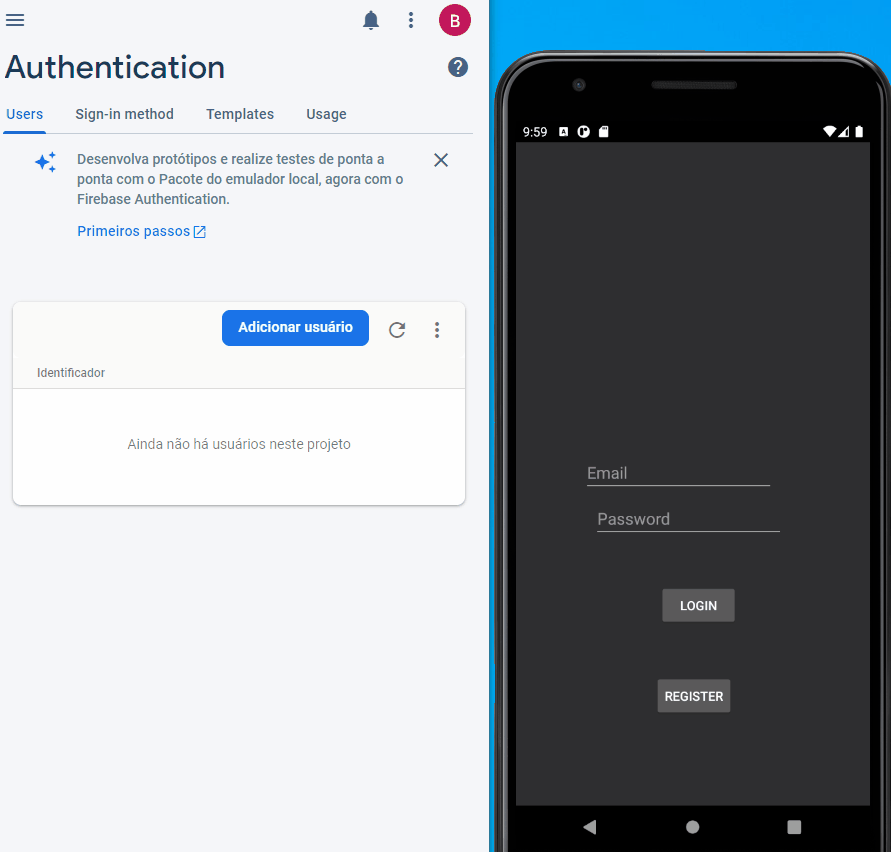 B
Authentication
Users
Sign-in method
Templates
Usage
Desenvolva protótipos e realize testes de ponta a
ponta com o Pacote do emulador local, agora com o
Firebase Authentication.
Primeiros passos
Adicionar usuário
Identificador
Ainda não há usuários neste projeto
9:59
Email
Password
LOGIN
REGISTER